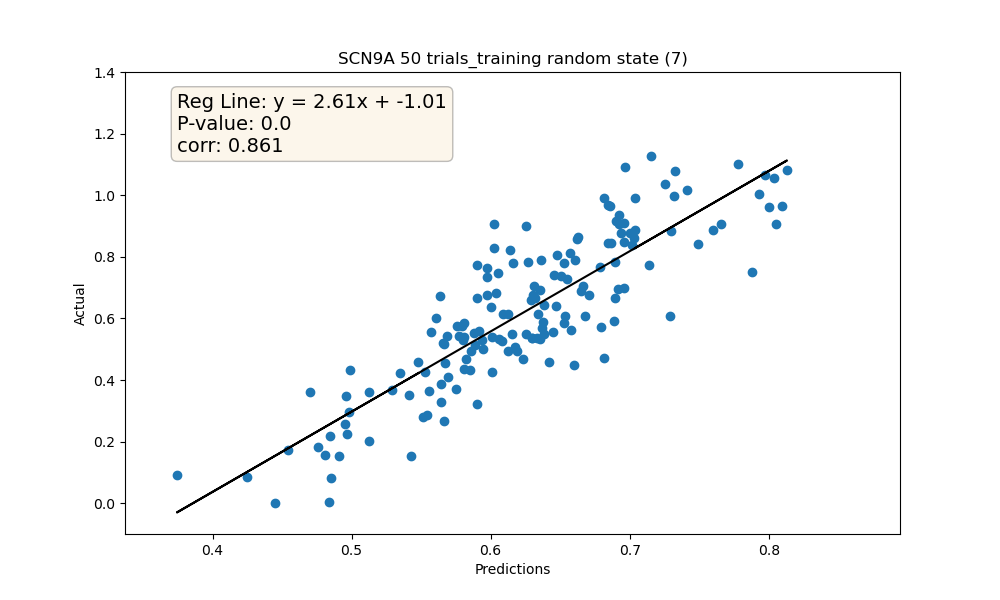 SCN9A 50 trials_training random state (7)
Reg Line: y = 2.61x + -1.01
P-value: 0.0
corr: 0.861
1.4
1.2
1.0
0.8
0.6
0.4
0.2
0.0
Actual
0.4 0.5 0.6 0.7 0.8
Predictions